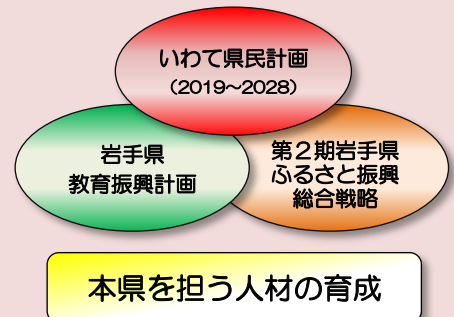 いわて県民計画
（2019～2028）
岩手県
教育振興計画
第２期岩手県
ふるさと振興
総合戦略
本県を担う人材の育成